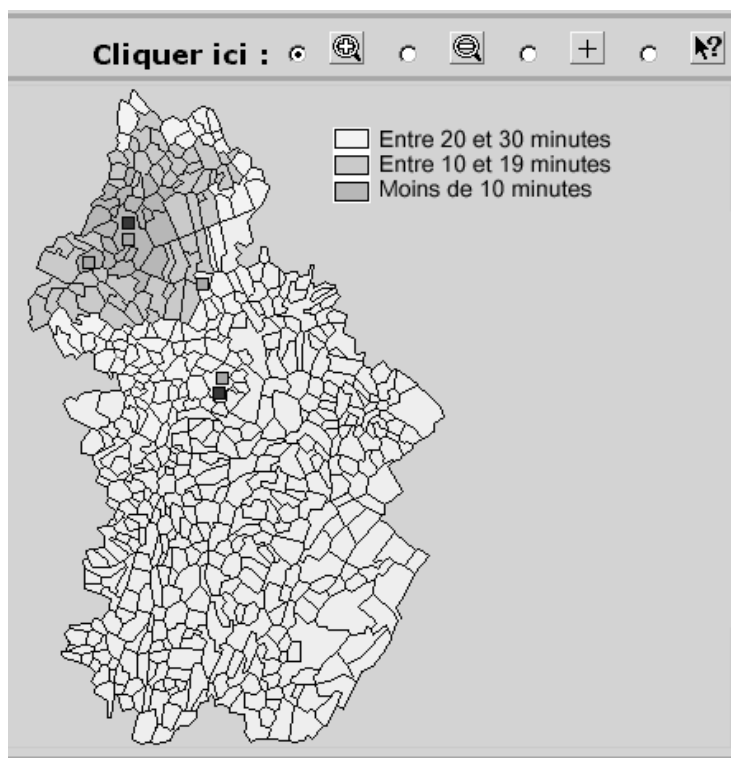 Cliquer ici :
Entre 20 et 30 minutes
Entre 10 et 19 minutes
Moins de 10 minutes